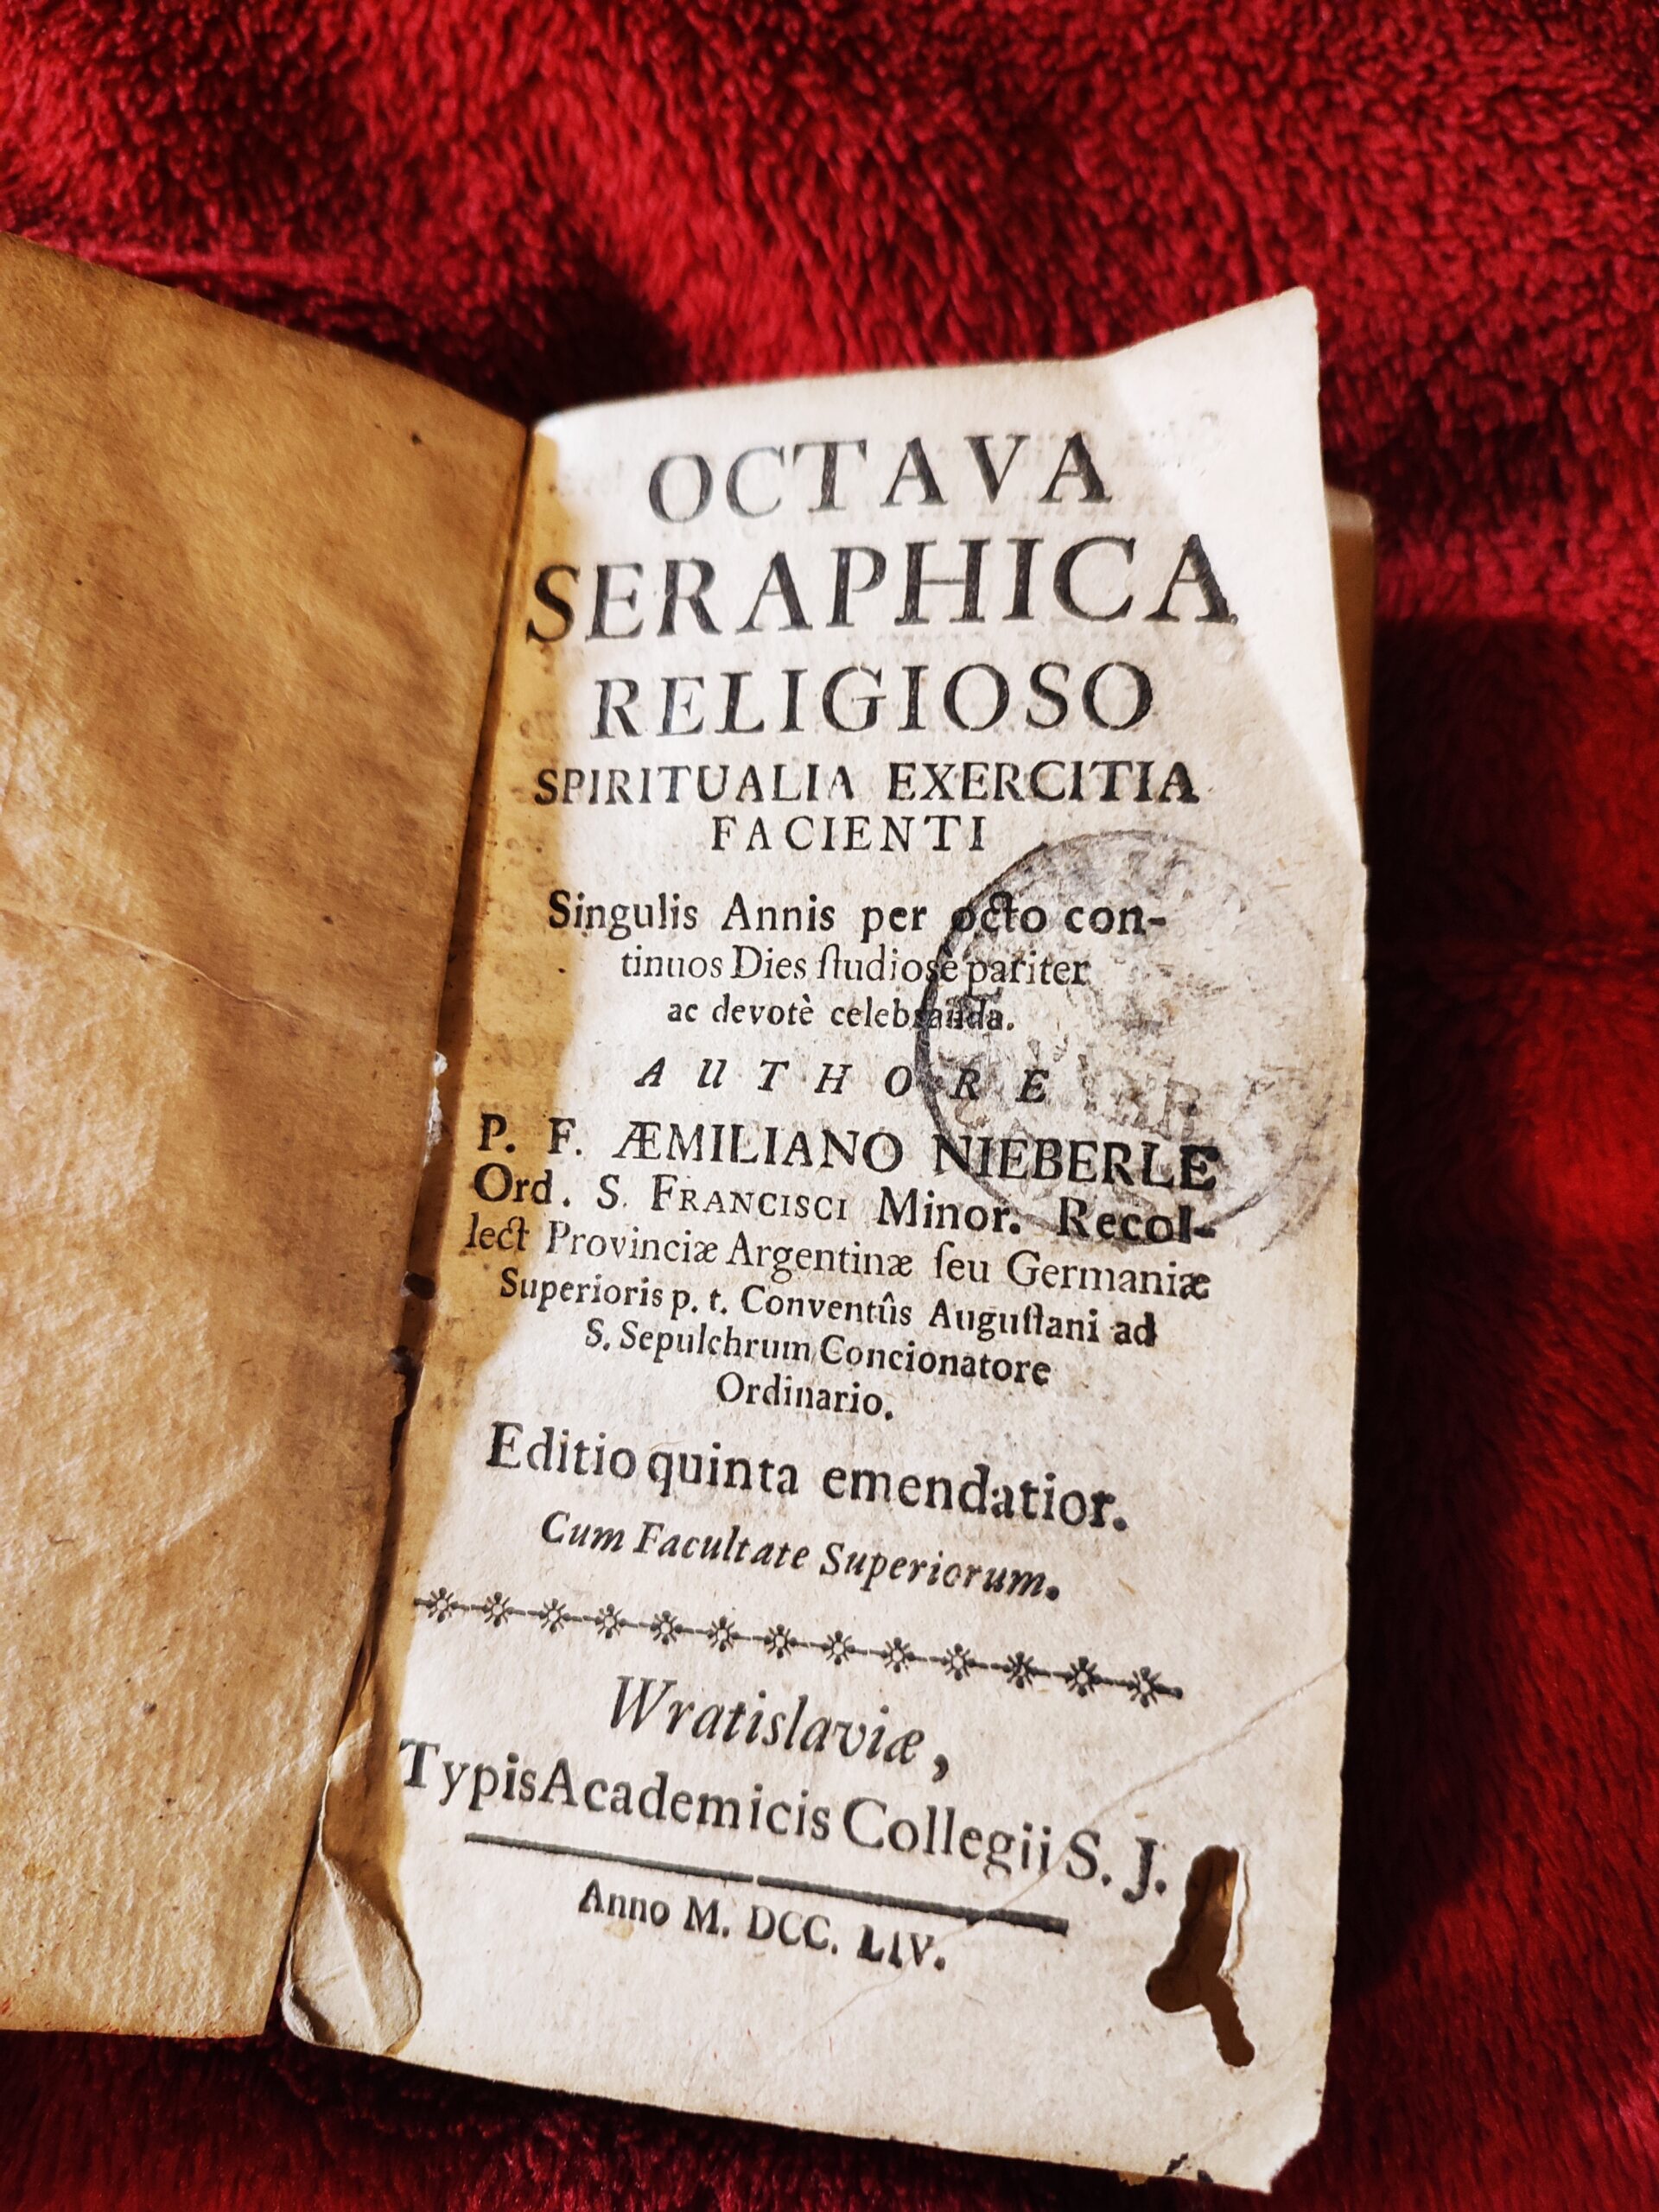 OCTAVA
SERAPHICA
RELIGIOSO
SPIRITUALIA EXERCITIA
FACIENTI
Singulis Annis per octo con-
tinuos Dies ſtudiosè pariter
ac devotè celebranda.
AUTHORE
P. F. ÆMILIANO NIEBERLE
Ord. S. FRANCISCI Minor. Recol-
lect Provinciæ Argentinæ ſeu Germaniæ
Superioris p. t. Conventûs Auguſtani ad
S. Sepulchrum Concionatore
Ordinario.
Editio quinta emendatior.
Cum Facultate Superiorum.
Wratislaviæ,
Typis Academicis Collegii S. J.
Anno M. DCC. LIV.